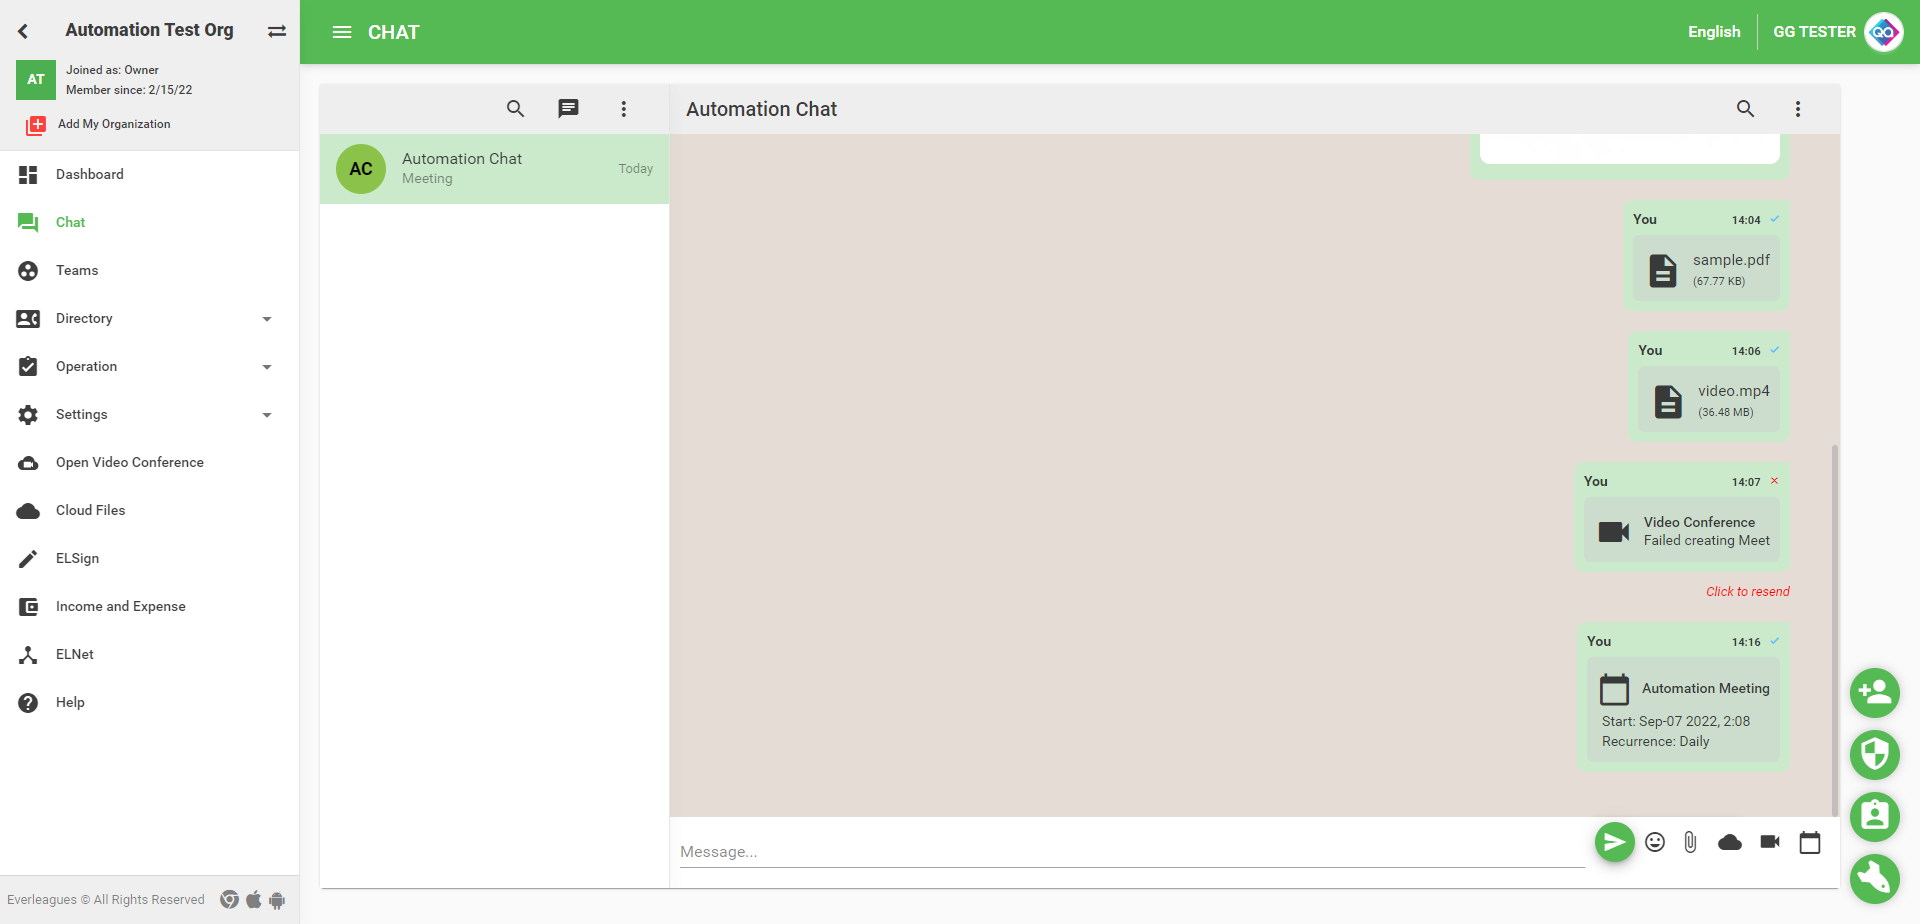 Automation Test Org
AT
Joined as: Owner
Member since: 2/15/22
Add My Organization
Dashboard
Chat
Teams
Directory
Operation
Settings
Open Video Conference
Cloud Files
ELSign
Income and Expense
ELNet
Help
Everleagues © All Rights Reserved
CHAT
English
GG TESTER
QA
AC
Automation Chat
Meeting
Today
Automation Chat
You 14:04
sample.pdf
(67.77 KB)
You 14:06
video.mp4
(36.48 MB)
You 14:07
Video Conference
Failed creating Meet
Click to resend
You 14:16
Automation Meeting
Start: Sep-07 2022, 2:08
Recurrence: Daily
Message...